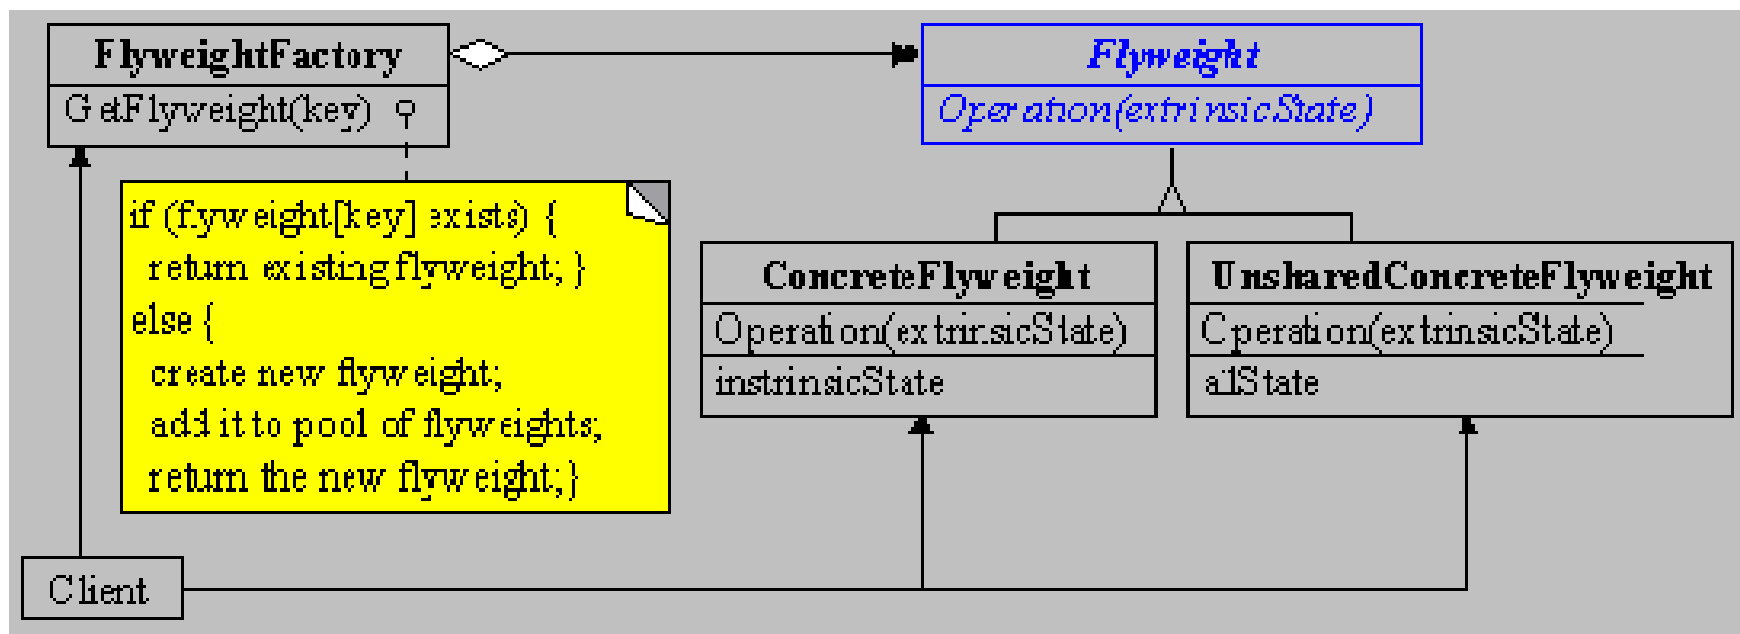 FlyweightFactory
GetFlyweight(key)
Flyweight
Operation(extrinsicState)
if (flyweight[key] exists) {
return existing flyweight; }
else {
create new flyweight;
add it to pool of flyweights;
return the new flyweight;}
ConcreteFlyweight
Operation(extrinsicState)
instrinsicState
UnsharedConcreteFlyweight
Operation(extrinsicState)
allState
Client